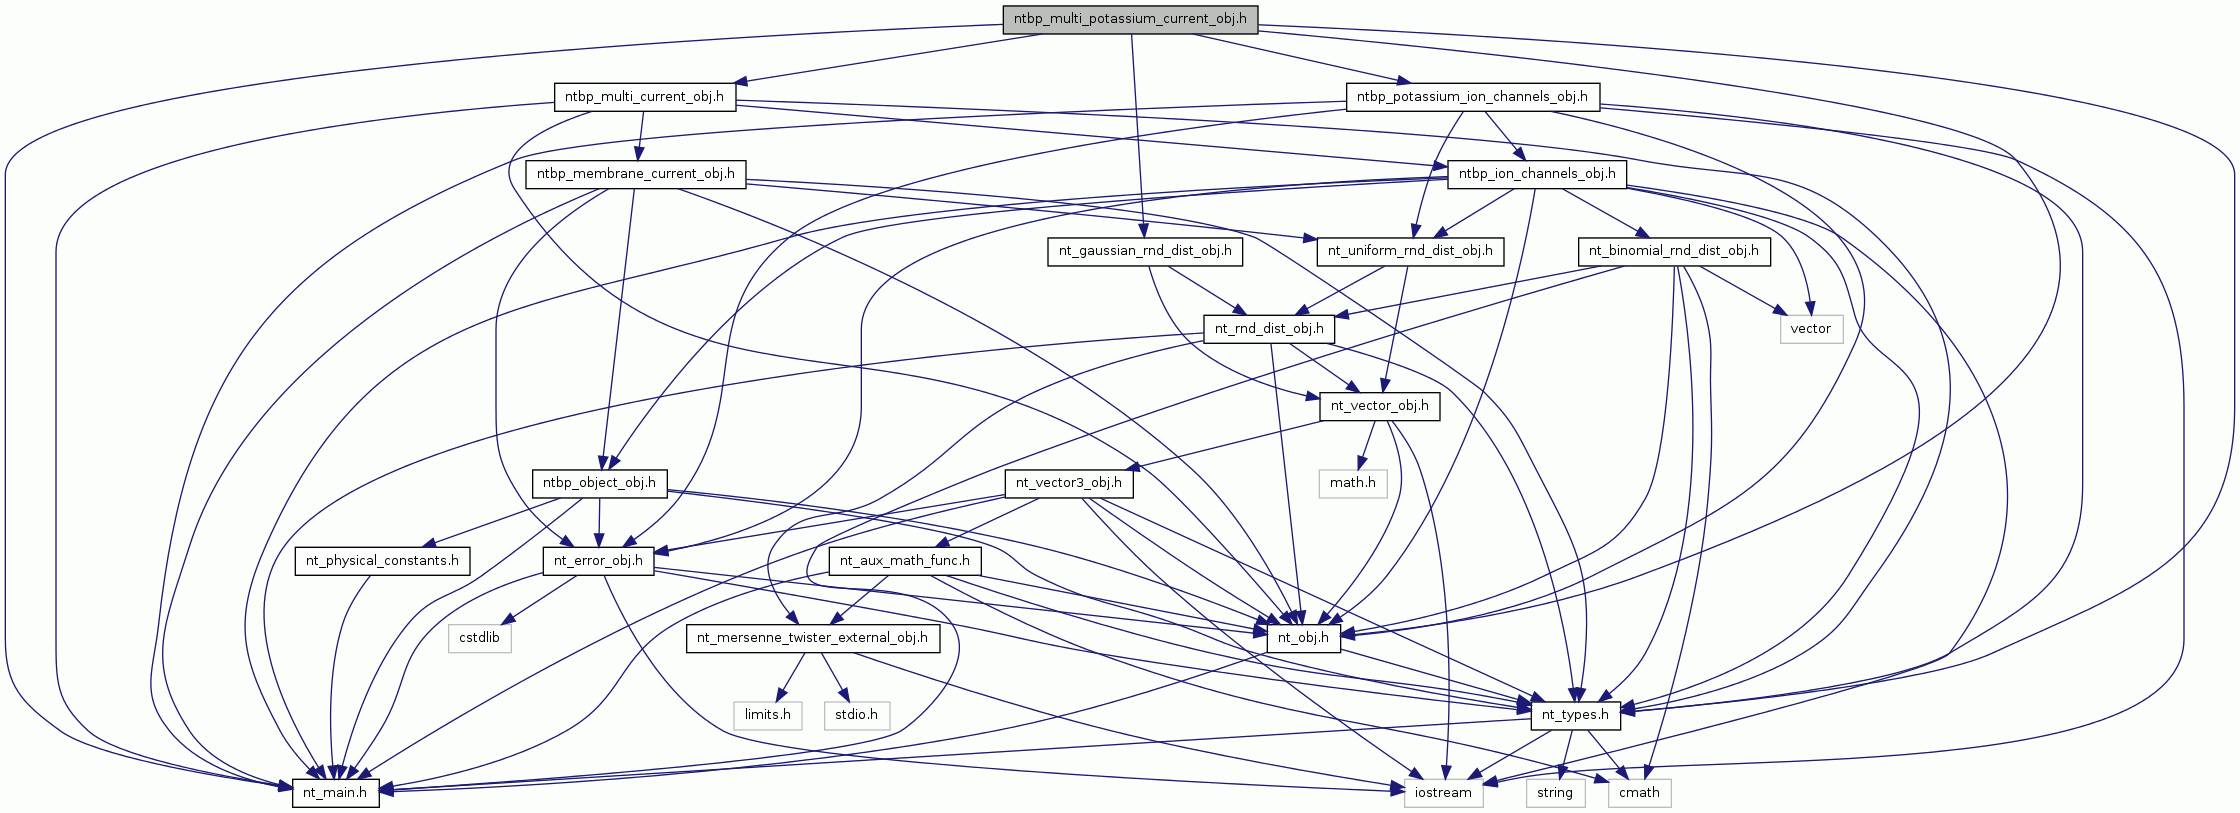 ntbp_multi_potassium_current_obj.h
ntbp_multi_current_obj.h
ntbp_potassium_ion_channels_obj.h
ntbp_membrane_current_obj.h
ntbp_ion_channels_obj.h
nt_gaussian_rnd_dist_obj.h
nt_uniform_rnd_dist_obj.h
nt_binomial_rnd_dist_obj.h
nt_rnd_dist_obj.h
vector
nt_vector_obj.h
ntbp_object_obj.h
nt_vector3_obj.h
math.h
nt_physical_constants.h
nt_error_obj.h
nt_aux_math_func.h
cstdlib
nt_mersenne_twister_external_obj.h
nt_obj.h
limits.h
stdio.h
nt_types.h
nt_main.h
iostream
string
cmath